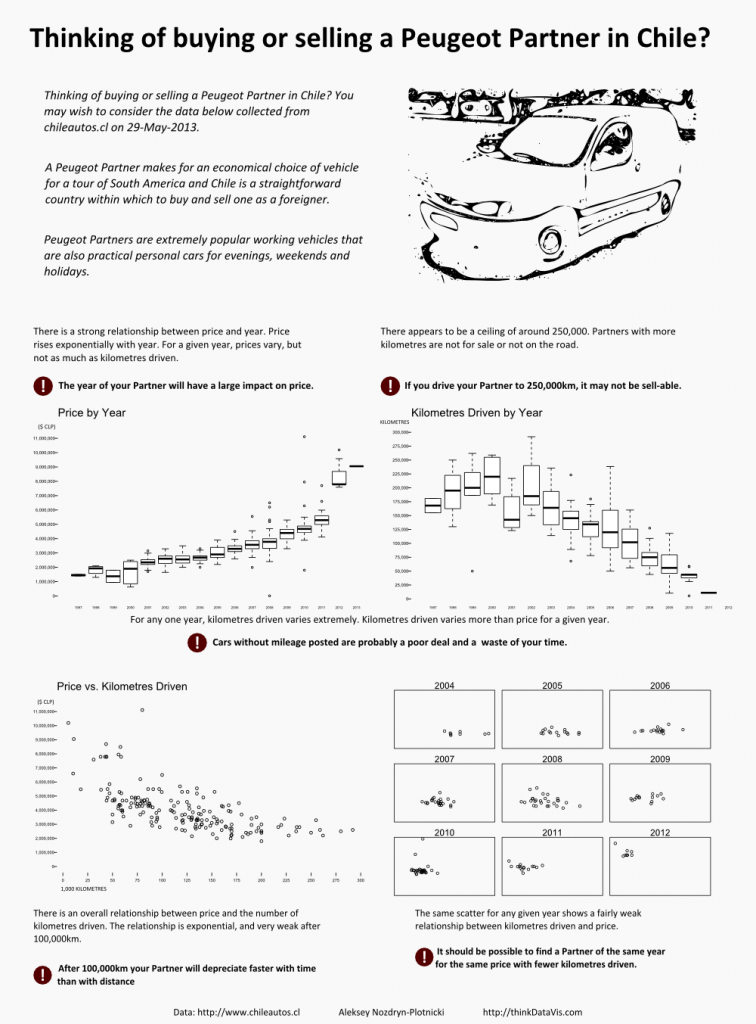 Thinking of buying or selling a Peugeot Partner in Chile?
Thinking of buying or selling a Peugeot Partner in Chile? You
may wish to consider the data below collected from
chileautos.cl on 29-May-2013.
A Peugeot Partner makes for an economical choice of vehicle
for a tour of South America and Chile is a straightforward
country within which to buy and sell one as a foreigner.
Peugeot Partners are extremely popular working vehicles that
are also practical personal cars for evenings, weekends and
holidays.
There is a strong relationship between price and year. Price
rises exponentially with year. For a given year, prices vary, but
not as much as kilometres driven.
! The year of your Partner will have a large impact on price.
Price by Year
($ CLP)
11,000,000
10,000,000
9,000,000
8,000,000
7,000,000
6,000,000
5,000,000
4,000,000
3,000,000
2,000,000
1,000,000
0
1997 1998 1999 2000 2001 2002 2003 2004 2005 2006 2007 2008 2009 2010 2011 2012 2013
There appears to be a ceiling of around 250,000. Partners with more
kilometres are not for sale or not on the road.
! If you drive your Partner to 250,000km, it may not be sell-able.
Kilometres Driven by Year
KILOMETRES
300,000
275,000
250,000
225,000
200,000
175,000
150,000
125,000
100,000
75,000
50,000
25,000
0
1997 1998 1999 2000 2001 2002 2003 2004 2005 2006 2007 2008 2009 2010 2011 2012
For any one year, kilometres driven varies extremely. Kilometres driven varies more than price for a given year.
! Cars without mileage posted are probably a poor deal and a waste of your time.
Price vs. Kilometres Driven
($ CLP)
11,000,000
10,000,000
9,000,000
8,000,000
7,000,000
6,000,000
5,000,000
4,000,000
3,000,000
2,000,000
1,000,000
0
0 25 50 75 100 125 150 175 200 225 250 275 300
1,000 KILOMETRES
2004 2005 2006
2007 2008 2009
2010 2011 2012
There is an overall relationship between price and the number of
kilometres driven. The relationship is exponential, and very weak after
100,000km.
! After 100,000km your Partner will depreciate faster with time
than with distance
The same scatter for any given year shows a fairly weak
relationship between kilometres driven and price.
! It should be possible to find a Partner of the same year
for the same price with fewer kilometres driven.
Data: http://www.chileautos.cl Aleksey Nozdryn-Plotnicki http://thinkDataVis.com